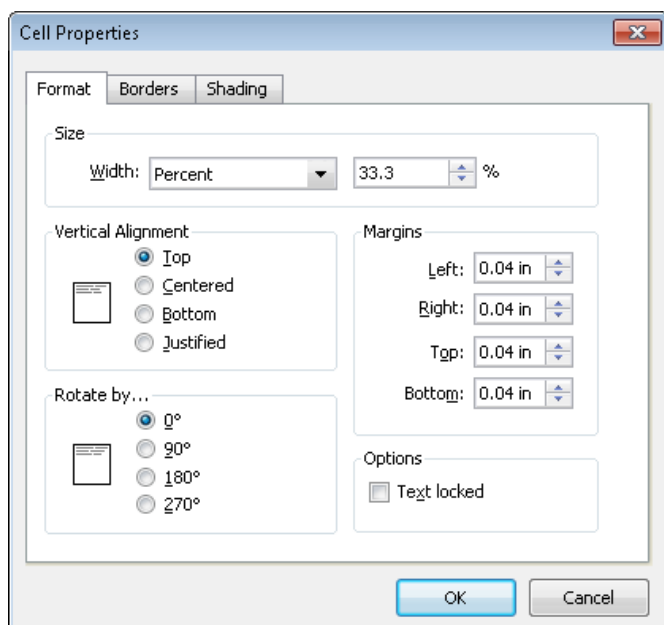 Cell Properties
Format Borders Shading
Size
Width: Percent 33.3 %
Vertical Alignment
Top
Centered
Bottom
Justified
Margins
Left: 0.04 in
Right: 0.04 in
Top: 0.04 in
Bottom: 0.04 in
Rotate by...
0°
90°
180°
270°
Options
Text locked
OK Cancel